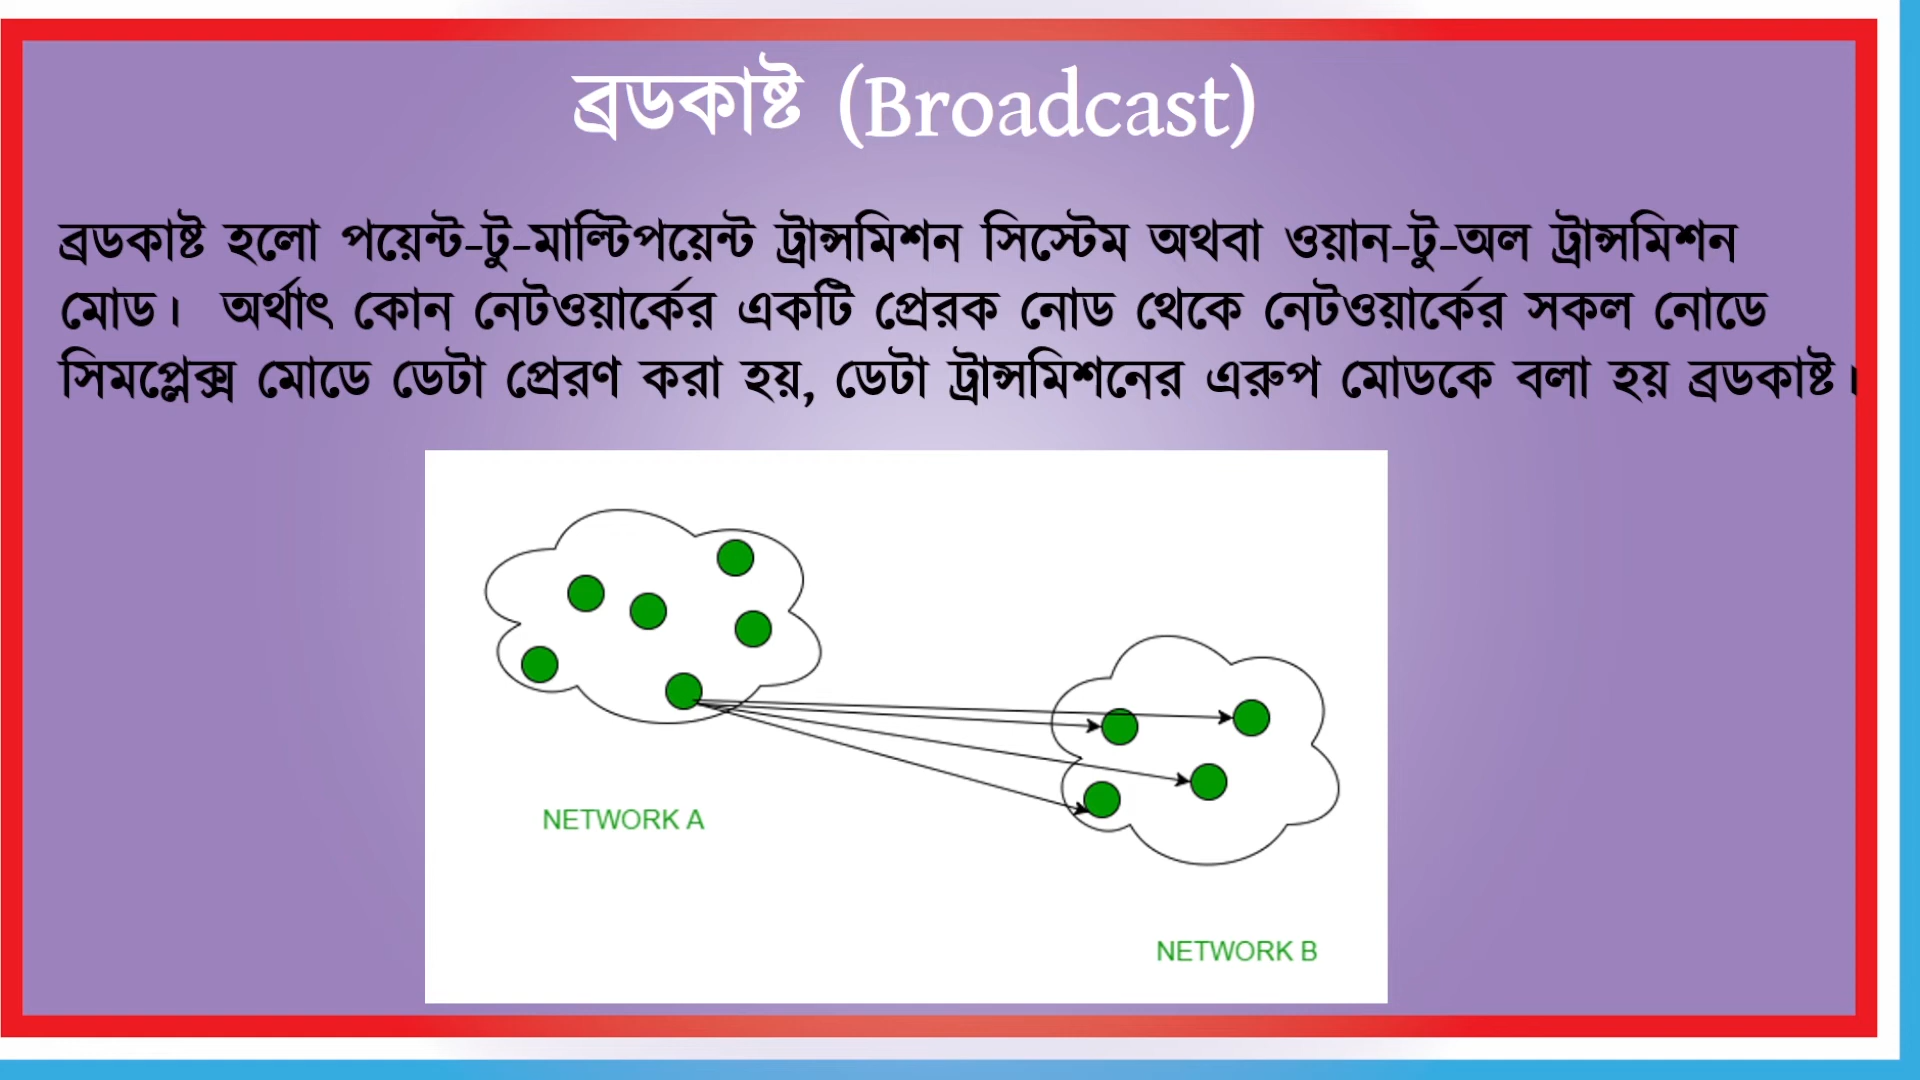 ব্রডকাষ্ট (Broadcast)
ব্রডকাষ্ট হলো পয়েন্ট-টু-মাল্টিপয়েন্ট ট্রান্সমিশন সিস্টেম অথবা ওয়ান-টু-অল ট্রান্সমিশন
মোড। অর্থাৎ কোন নেটওয়ার্কের একটি প্রেরক নোড থেকে নেটওয়ার্কের সকল নোডে
সিমপ্লেক্স মোডে ডেটা প্রেরণ করা হয়, ডেটা ট্রান্সমিশনের এরুপ মোডকে বলা হয় ব্রডকাষ্ট।
NETWORK A
NETWORK B